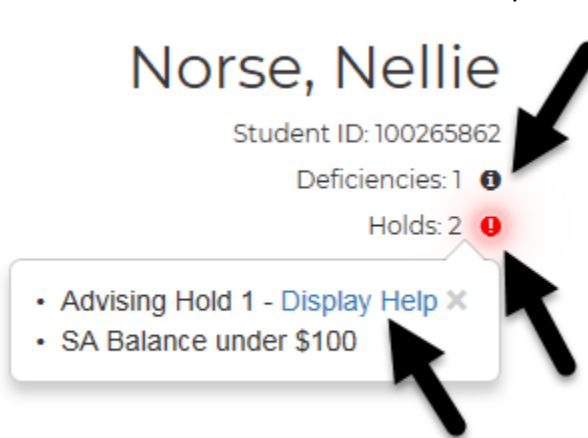 Norse, Nellie
Student ID: 100265862
Deficiencies: 1
Holds: 2
• Advising Hold 1 - Display Help ×
• SA Balance under $100